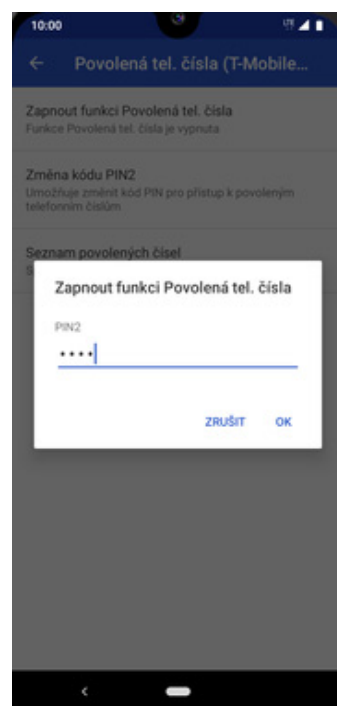 10:00
LTE
Povolená tel. čísla (T-Mobile…
Zapnout funkci Povolená tel. čísla
Funkce Povolená tel. čísla je vypnuta
Změna kódu PIN2
Umožňuje změnit kód PIN pro přístup k povoleným
telefonním číslům
Seznam povolených čísel
S
Zapnout funkci Povolená tel. čísla
PIN2
••••
ZRUŠIT OK